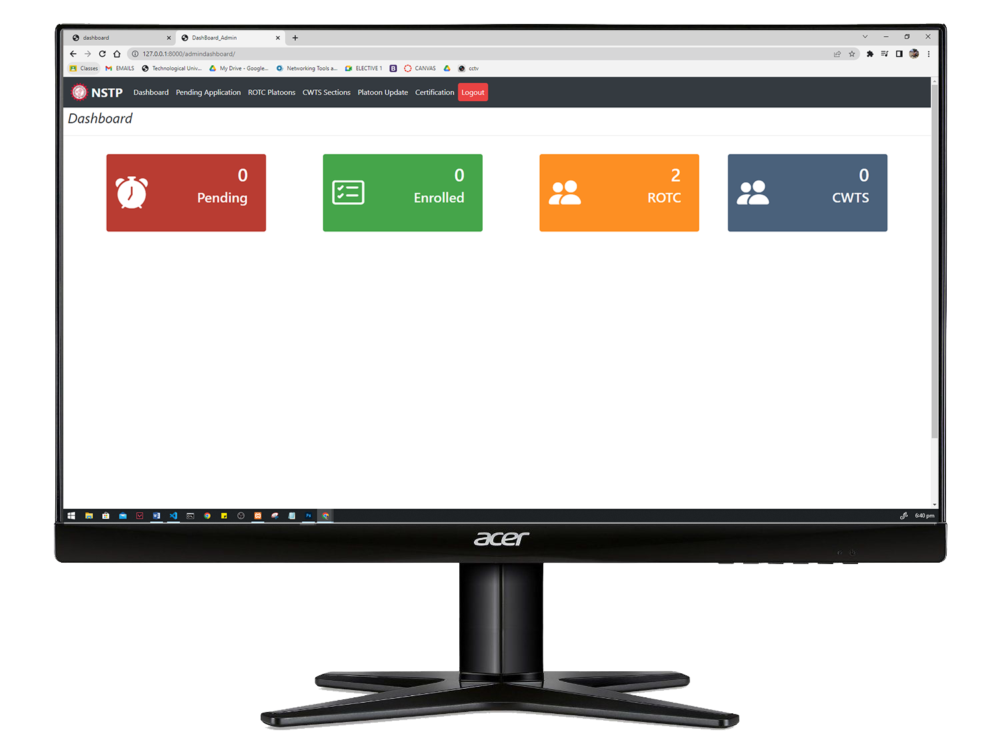 dashboard
DashBoard_Admin
127.0.0.1:8000/admindashboard/
Classes EMAILS Technological Univ... My Drive - Google... Networking Tools a... ELECTIVE 1 B CANVAS cctv
NSTP Dashboard Pending Application ROTC Platoons CWTS Sections Platoon Update Certification Logout
Dashboard
0
Pending
0
Enrolled
2
ROTC
0
CWTS
W
Ps
6:40 pm
acer